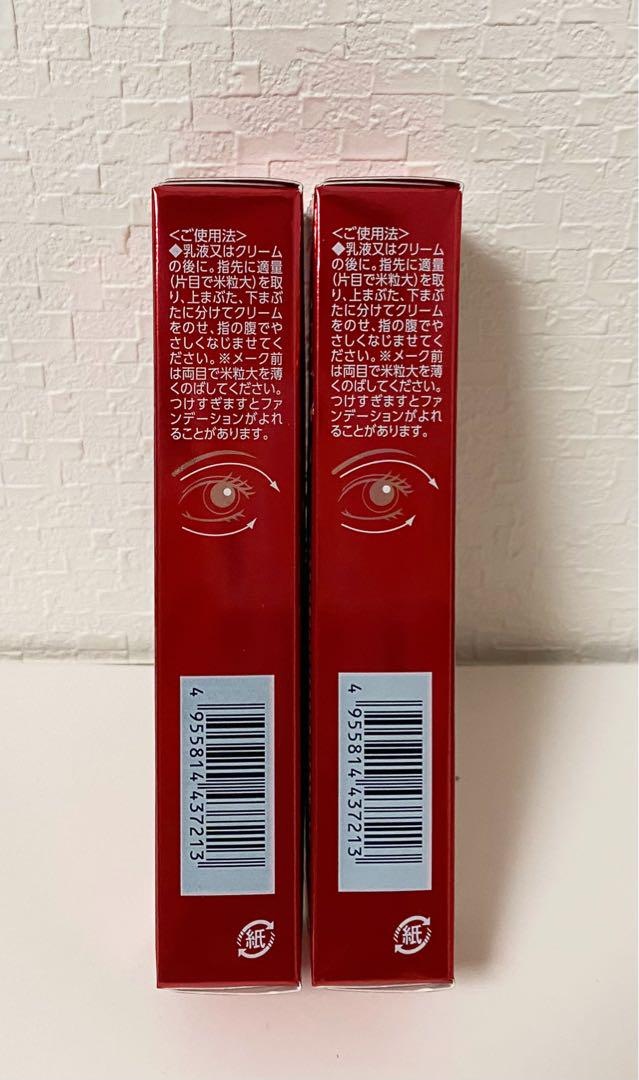 <ご使用法>
◆乳液又はクリーム
の後に。指先に適量
(片目で米粒大)を取
り、上まぶた、下まぶ
たに分けてクリーム
をのせ、指の腹でや
さしくなじませてく
ださい。※メーク前
は両目で米粒大を薄
くのばしてください。
つけすぎますとファ
ンデーションがよれ
ることがあります。
4 955814 437213
紙
<ご使用法>
◆乳液又はクリーム
の後に。指先に適量
(片目で米粒大)を取
り、上まぶた、下まぶ
たに分けてクリーム
をのせ、指の腹でや
さしくなじませてく
ださい。※メーク前
は両目で米粒大を薄
くのばしてください。
つけすぎますとファ
ンデーションがよれ
ることがあります。
4 955814 437213
紙